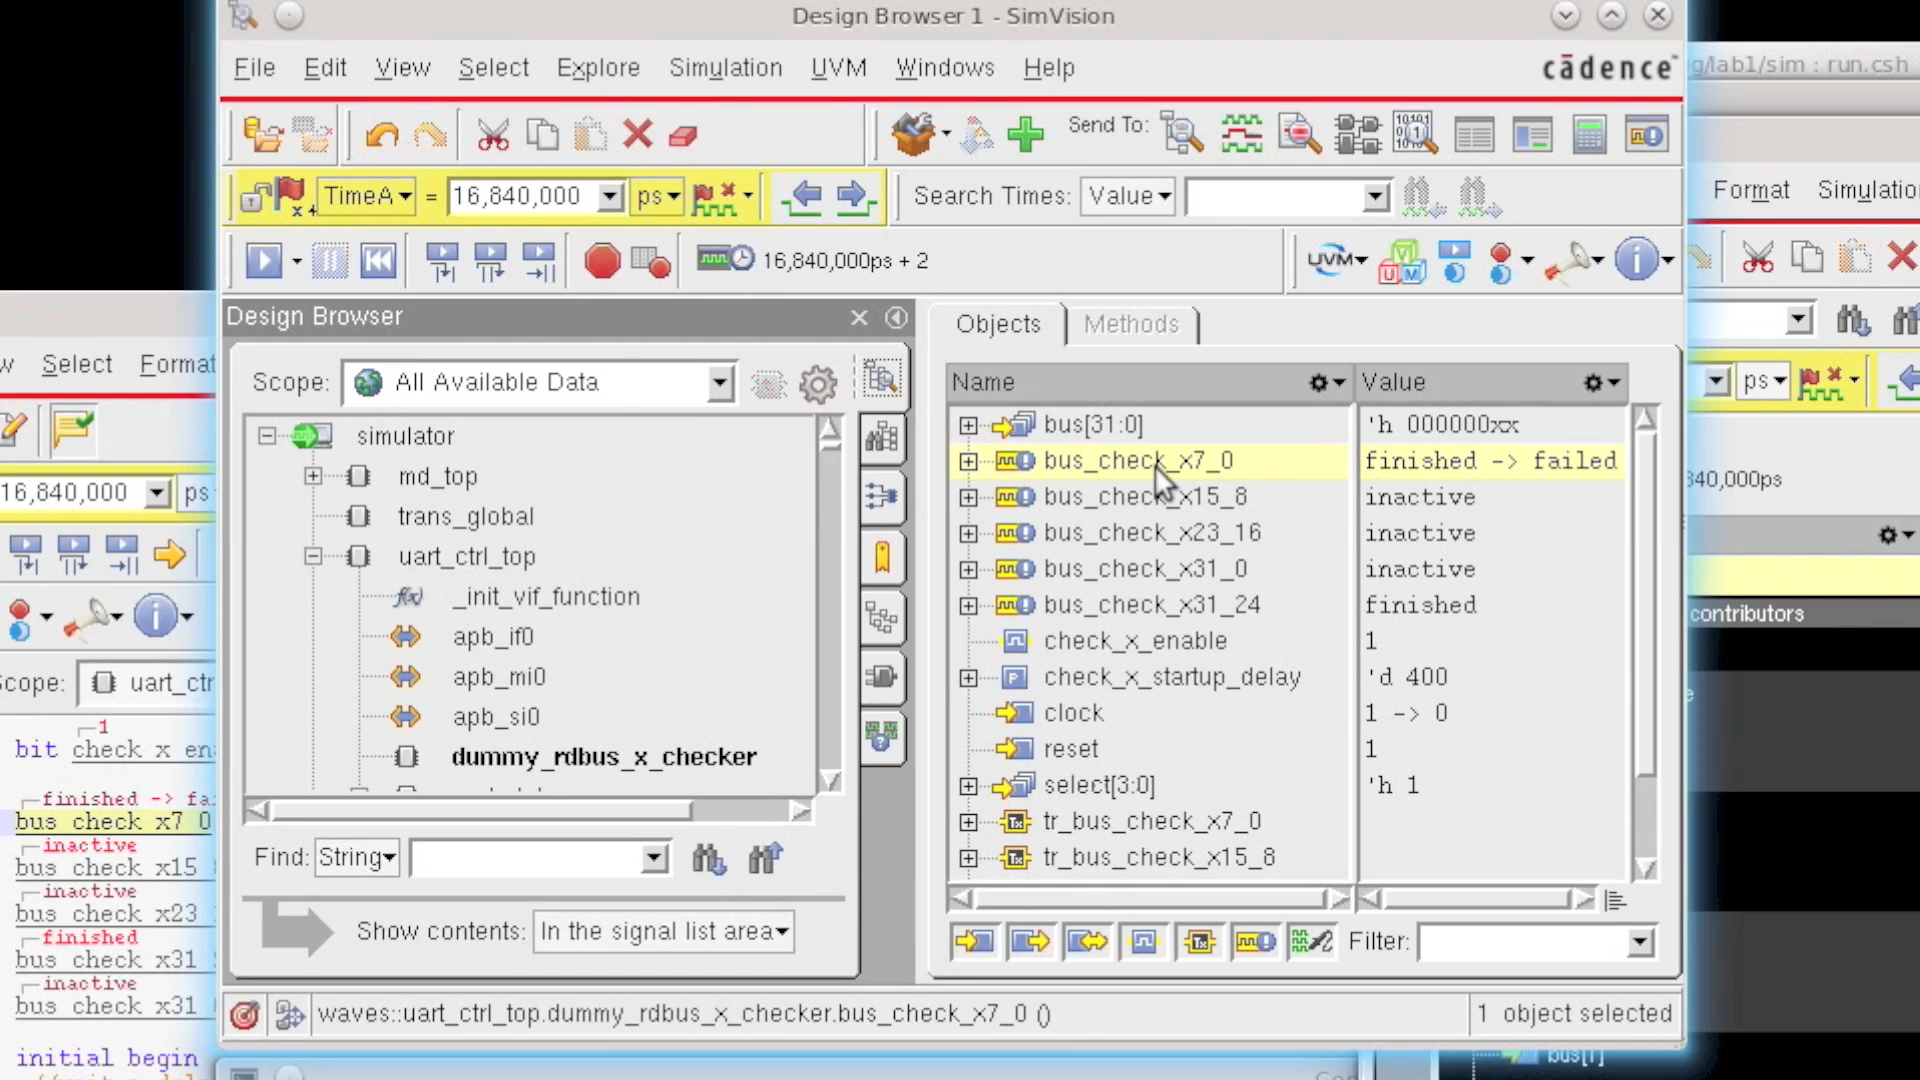 Design Browser 1 - SimVision
File Edit View Select Explore Simulation UVM Windows Help
cādence
g/lab1/sim : run.csh
Send To:
TimeA = 16,840,000 ps
Search Times: Value
Format
16,840,000ps + 2
UVM
Design Browser
Objects Methods
Select Format
Scope: All Available Data
Name Value
ps
simulator
md_top
trans_global
uart_ctrl_top
_init_vif_function
apb_if0
apb_mi0
apb_si0
dummy_rdbus_x_checker
bus[31:0] 'h 000000xx
bus_check_x7_0 finished -> failed
bus_check_x15_8 inactive
bus_check_x23_16 inactive
bus_check_x31_0 inactive
bus_check_x31_24 finished
check_x_enable 1
check_x_startup_delay 'd 400
clock 1 -> 0
reset 1
select[3:0] 'h 1
tr_bus_check_x7_0
tr_bus_check_x15_8
Find: String
Show contents: In the signal list area
Filter:
waves::uart_ctrl_top.dummy_rdbus_x_checker.bus_check_x7_0 ()
1 object selected
16,840,000 ps
40,000ps
contributors
1
bit check x en
finished -> fa
bus check x7 0
inactive
bus check x15
inactive
bus check x23
finished
bus check x31
inactive
bus check x31
initial begin
bus[1]